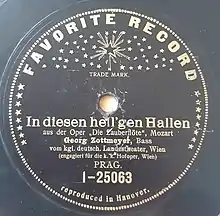 FAVORITE RECORD
TRADE MARK.
In diesen heil'gen Hallen
aus der Oper „Die Zauberflöte", Mozart
Georg Zottmayer, Bass
vom kgl. deutsch. Landestheater, Wien
(engagiert für die k. k. Hofoper, Wien)
PRAG.
1-25063
reproduced in Hanover.